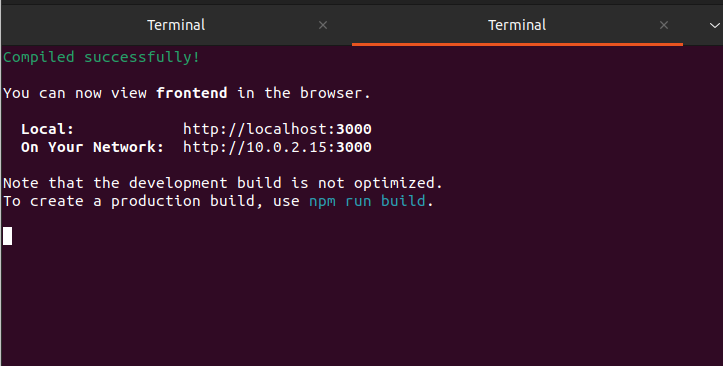 Terminal × Terminal ×
Compiled successfully!
You can now view frontend in the browser.
Local: http://localhost:3000
On Your Network: http://10.0.2.15:3000
Note that the development build is not optimized.
To create a production build, use npm run build.